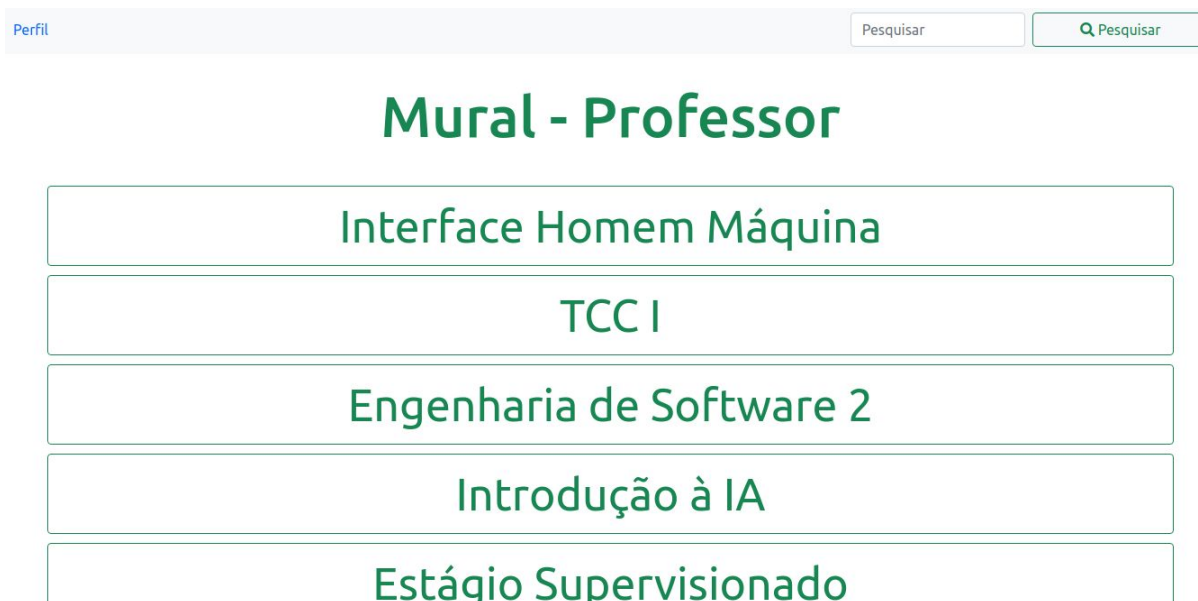 Perfil
Pesquisar
Pesquisar
Mural - Professor
Interface Homem Máquina
TCC I
Engenharia de Software 2
Introdução à IA
Estágio Supervisionado